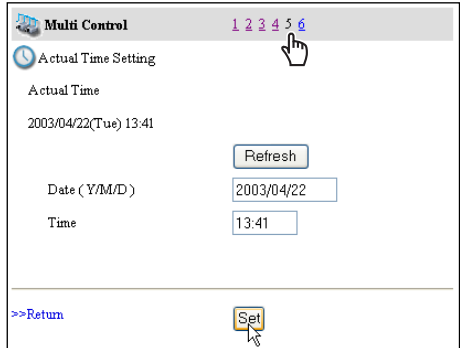 Multi Control 1 2 3 4 5 6
Actual Time Setting
Actual Time
2003/04/22(Tue) 13:41
Refresh
Date ( Y/M/D ) 2003/04/22
Time 13:41
>>Return Set